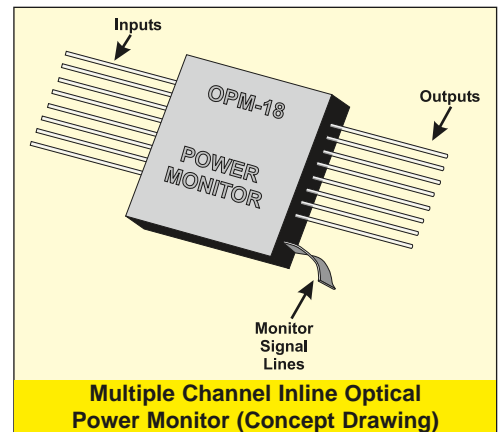 Inputs
OPM-18
Outputs
POWER
MONITOR
Monitor
Signal
Lines
Multiple Channel Inline Optical
Power Monitor (Concept Drawing)